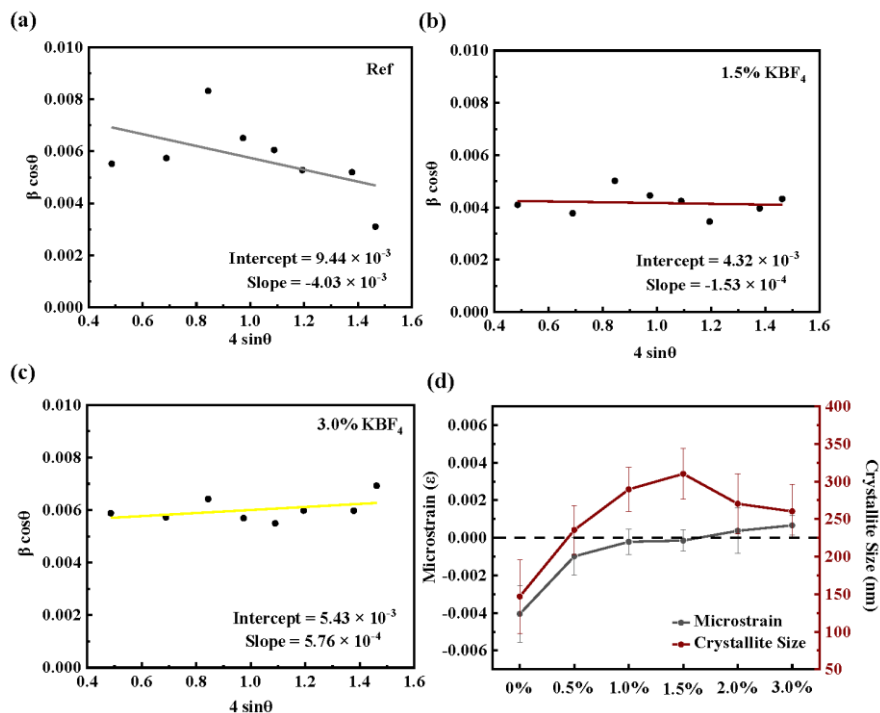 (a)
0.010
0.008
0.006
0.004
0.002
0.000
β cosθ
Ref
Intercept = 9.44 × 10⁻³
Slope = -4.03 × 10⁻³
0.4 0.6 0.8 1.0 1.2 1.4 1.6
4 sinθ
(b)
0.010
0.008
0.006
0.004
0.002
0.000
β cosθ
1.5% KBF₄
Intercept = 4.32 × 10⁻³
Slope = -1.53 × 10⁻⁴
0.4 0.6 0.8 1.0 1.2 1.4 1.6
4 sinθ
(c)
0.010
0.008
0.006
0.004
0.002
0.000
β cosθ
3.0% KBF₄
Intercept = 5.43 × 10⁻³
Slope = 5.76 × 10⁻⁴
0.4 0.6 0.8 1.0 1.2 1.4 1.6
4 sinθ
(d)
0.006
0.004
0.002
0.000
-0.002
-0.004
-0.006
Microstrain (ε)
Microstrain
Crystallite Size
0% 0.5% 1.0% 1.5% 2.0% 3.0%
400
350
300
250
200
150
100
50
Crystallite Size (nm)